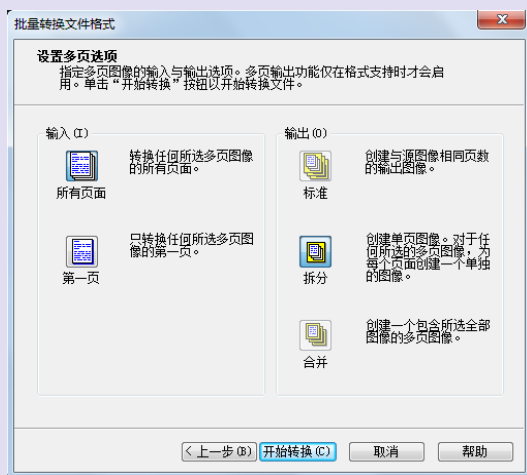 批量转换文件格式
设置多页选项
指定多页图像的输入与输出选项。多页输出功能仅在格式支持时才会启
用。单击“开始转换”按钮以开始转换文件。
输入(I)
转换任何所选多页图像
的所有页面。
所有页面
只转换任何所选多页图
像的第一页。
第一页
输出(O)
创建与源图像相同页数
的输出图像。
标准
创建单页图像。对于任
何所选的多页图像，为
每个页面创建一个单独
的图像。
拆分
创建一个包含所选全部
图像的多页图像。
合并
<上一步(B)
开始转换(C)
取消
帮助